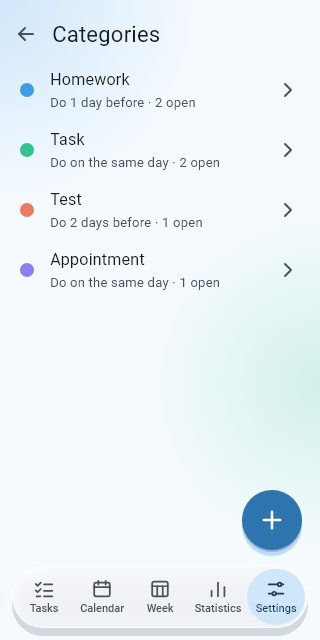 Categories
Homework
Do 1 day before · 2 open
Task
Do on the same day · 2 open
Test
Do 2 days before · 1 open
Appointment
Do on the same day · 1 open
Tasks Calendar Week Statistics Settings